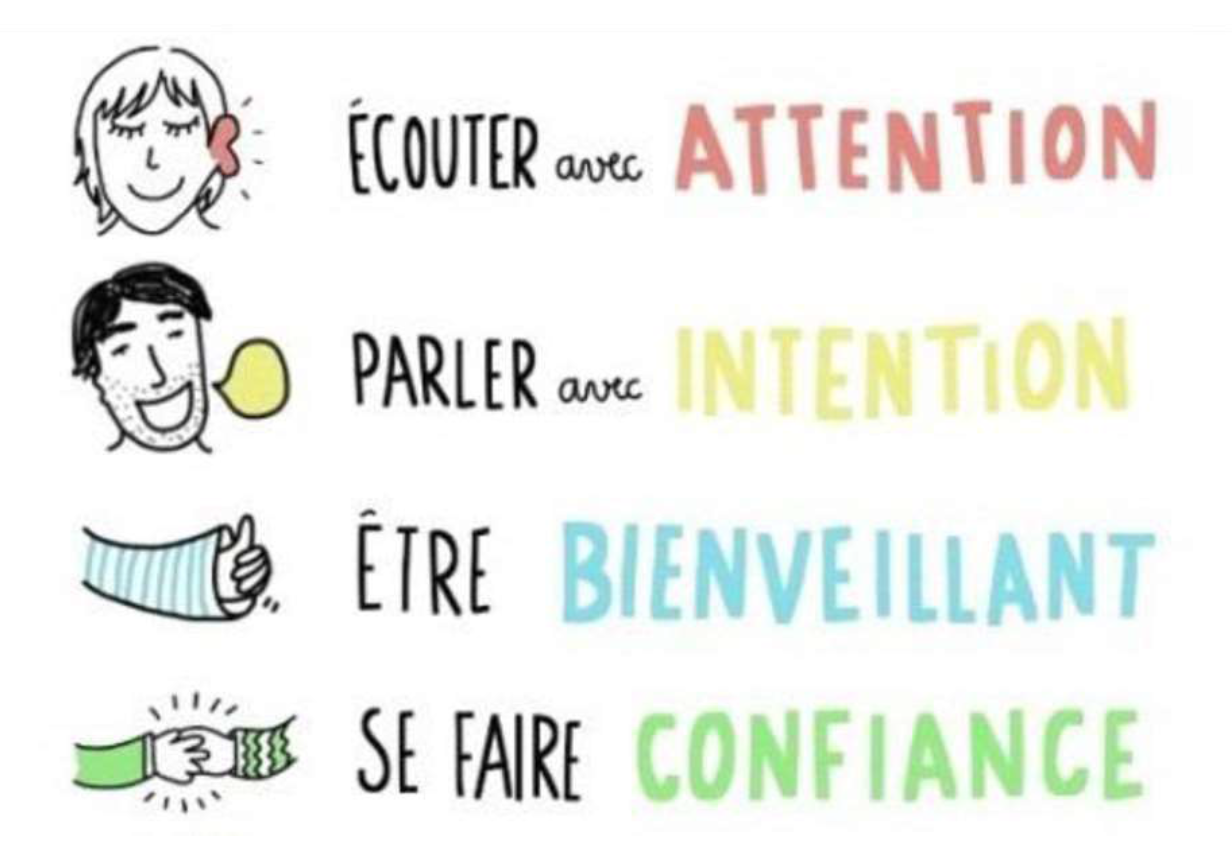 ÉCOUTER avec ATTENTION
PARLER avec INTENTION
ÊTRE BIENVEILLANT
SE FAIRE CONFIANCE